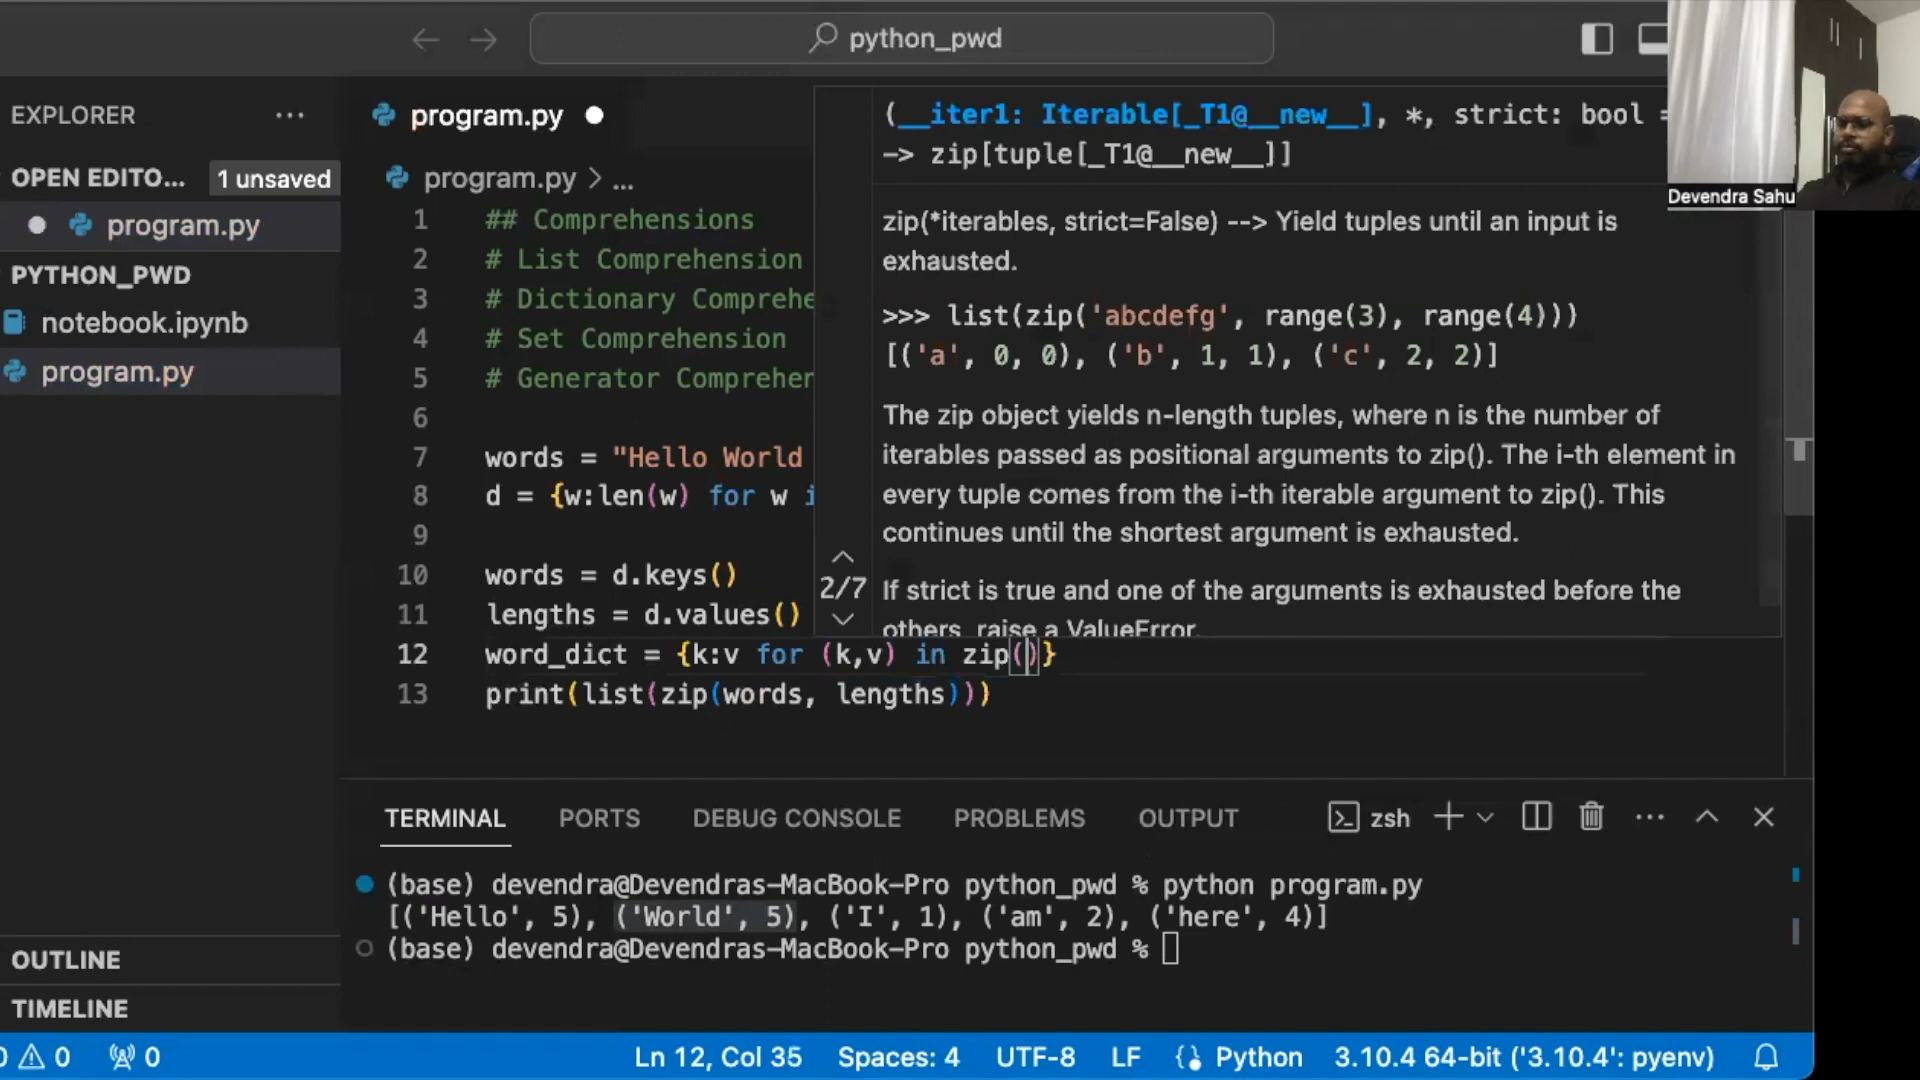 python_pwd
Devendra Sahu
EXPLORER
OPEN EDITO... 1 unsaved
program.py
PYTHON_PWD
notebook.ipynb
program.py
OUTLINE
TIMELINE
program.py
program.py > ...
1 ## Comprehensions
2 # List Comprehension
3 # Dictionary Comprehe
4 # Set Comprehension
5 # Generator Comprehen
6
7 words = "Hello World
8 d = {w:len(w) for w i
9
10 words = d.keys()
11 lengths = d.values()
12 word_dict = {k:v for (k,v) in zip()}
13 print(list(zip(words, lengths)))
2/7
(__iter1: Iterable[_T1@__new__], *, strict: bool =
-> zip[tuple[_T1@__new__]]
zip(*iterables, strict=False) --> Yield tuples until an input is
exhausted.
>>> list(zip('abcdefg', range(3), range(4)))
[('a', 0, 0), ('b', 1, 1), ('c', 2, 2)]
The zip object yields n-length tuples, where n is the number of
iterables passed as positional arguments to zip(). The i-th element in
every tuple comes from the i-th iterable argument to zip(). This
continues until the shortest argument is exhausted.
If strict is true and one of the arguments is exhausted before the
others, raise a ValueError.
TERMINAL PORTS DEBUG CONSOLE PROBLEMS OUTPUT zsh
(base) devendra@Devendras-MacBook-Pro python_pwd % python program.py
[('Hello', 5), ('World', 5), ('I', 1), ('am', 2), ('here', 4)]
(base) devendra@Devendras-MacBook-Pro python_pwd %
0 0 0 Ln 12, Col 35 Spaces: 4 UTF-8 LF Python 3.10.4 64-bit ('3.10.4': pyenv)